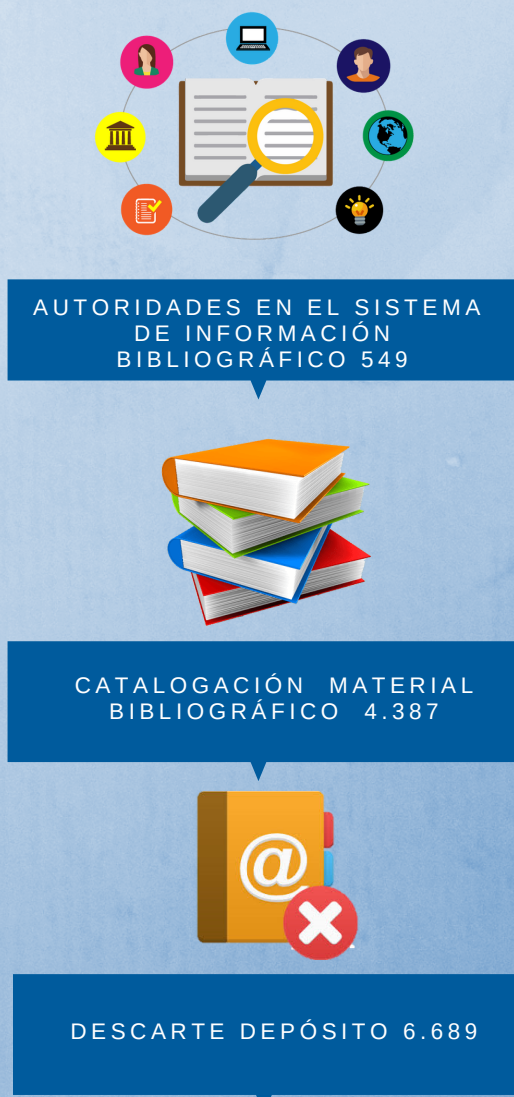 AUTORIDADES EN EL SISTEMA
DE INFORMACIÓN
BIBLIOGRÁFICO 549
CATALOGACIÓN MATERIAL
BIBLIOGRÁFICO 4.387
@
DESCARTE DEPÓSITO 6.689